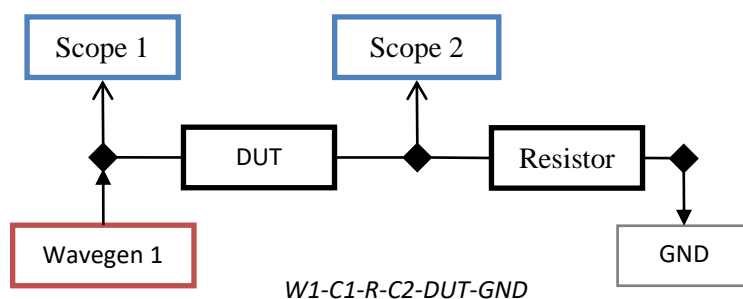 Scope 1
Scope 2
DUT
Resistor
Wavegen 1
GND
W1-C1-R-C2-DUT-GND